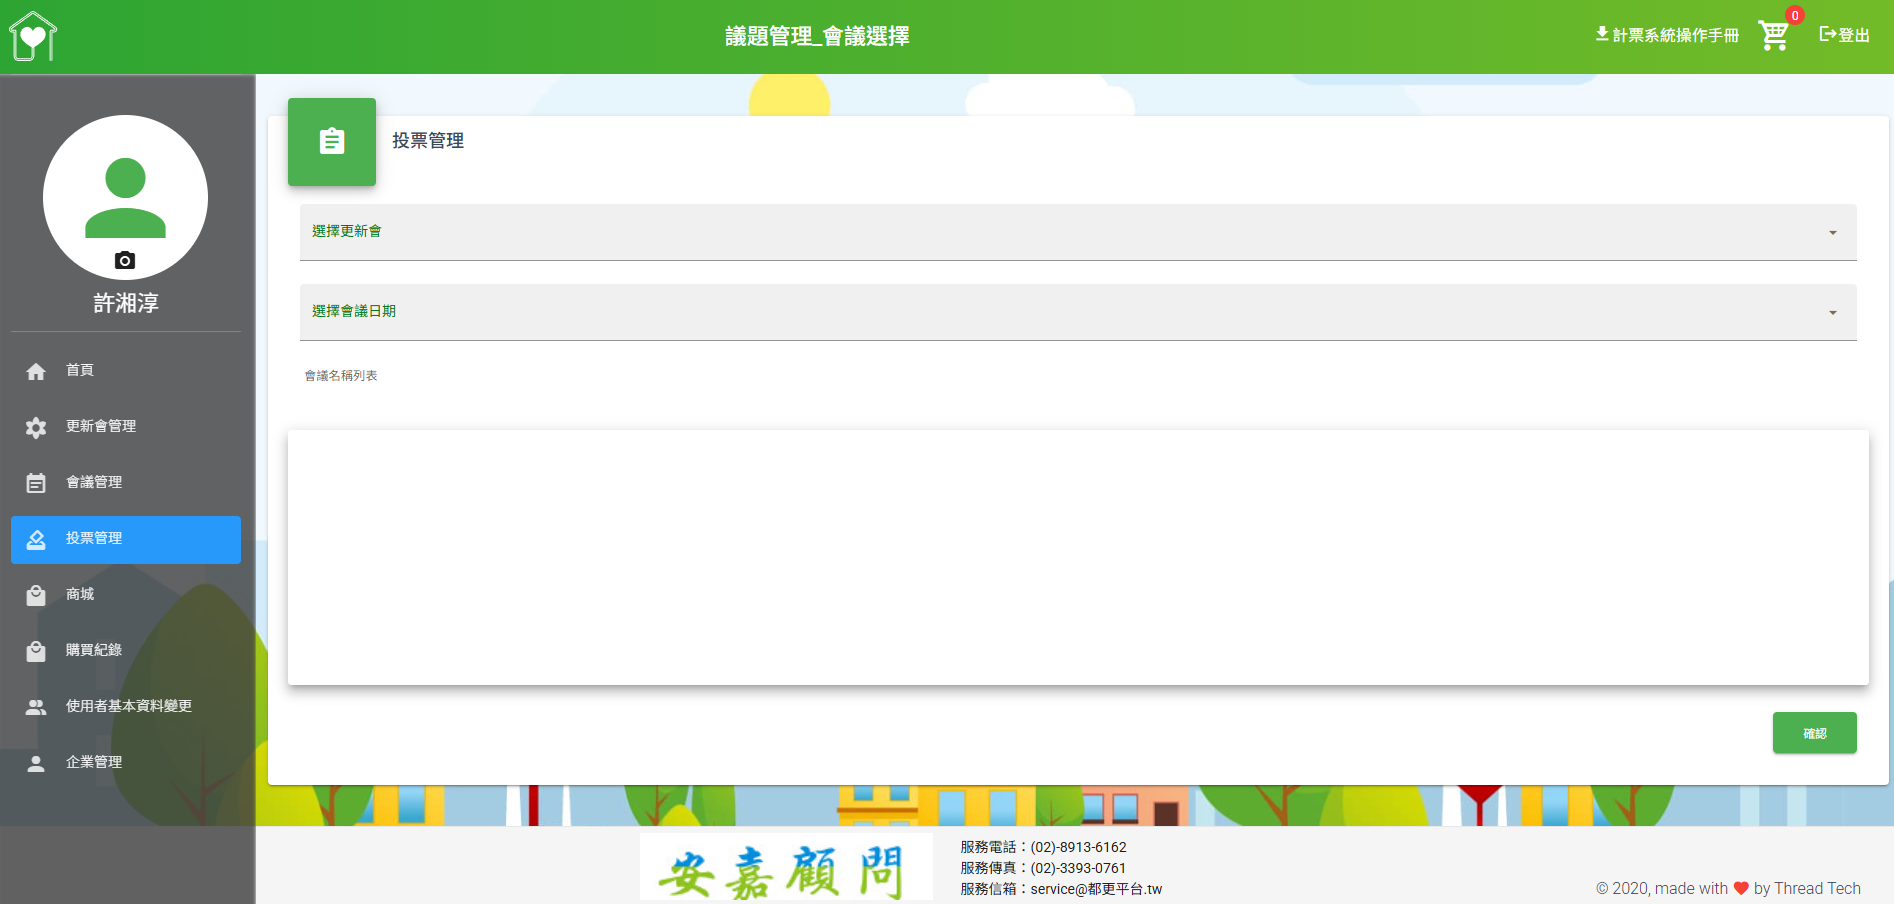 議題管理_會議選擇
計票系統操作手冊
0
登出
許湘淳
首頁
更新會管理
會議管理
投票管理
商城
購買紀錄
使用者基本資料變更
企業管理
投票管理
選擇更新會
選擇會議日期
會議名稱列表
確認
安嘉顧問
服務電話：(02)-8913-6162
服務傳真：(02)-3393-0761
服務信箱：service@都更平台.tw
© 2020, made with ❤ by Thread Tech